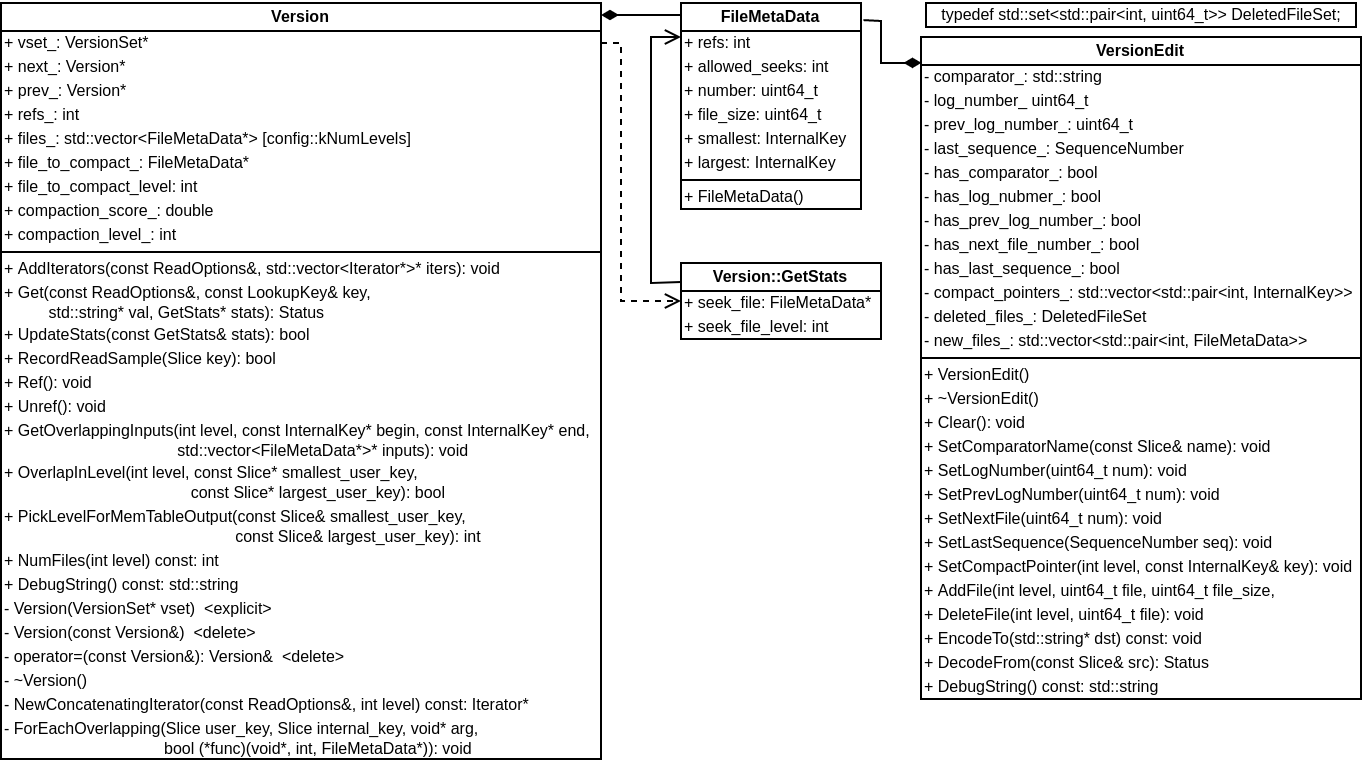 Version
+ vset_: VersionSet*
+ next_: Version*
+ prev_: Version*
+ refs_: int
+ files_: std::vector<FileMetaData*> [config::kNumLevels]
+ file_to_compact_: FileMetaData*
+ file_to_compact_level: int
+ compaction_score_: double
+ compaction_level_: int
+ AddIterators(const ReadOptions&, std::vector<Iterator*>* iters): void
+ Get(const ReadOptions&, const LookupKey& key,
std::string* val, GetStats* stats): Status
+ UpdateStats(const GetStats& stats): bool
+ RecordReadSample(Slice key): bool
+ Ref(): void
+ Unref(): void
+ GetOverlappingInputs(int level, const InternalKey* begin, const InternalKey* end,
std::vector<FileMetaData*>* inputs): void
+ OverlapInLevel(int level, const Slice* smallest_user_key,
const Slice* largest_user_key): bool
+ PickLevelForMemTableOutput(const Slice& smallest_user_key,
const Slice& largest_user_key): int
+ NumFiles(int level) const: int
+ DebugString() const: std::string
- Version(VersionSet* vset)  <explicit>
- Version(const Version&)  <delete>
- operator=(const Version&): Version&  <delete>
- ~Version()
- NewConcatenatingIterator(const ReadOptions&, int level) const: Iterator*
- ForEachOverlapping(Slice user_key, Slice internal_key, void* arg,
bool (*func)(void*, int, FileMetaData*)): void
FileMetaData
+ refs: int
+ allowed_seeks: int
+ number: uint64_t
+ file_size: uint64_t
+ smallest: InternalKey
+ largest: InternalKey
+ FileMetaData()
Version::GetStats
+ seek_file: FileMetaData*
+ seek_file_level: int
typedef std::set<std::pair<int, uint64_t>> DeletedFileSet;
VersionEdit
- comparator_: std::string
- log_number_ uint64_t
- prev_log_number_: uint64_t
- last_sequence_: SequenceNumber
- has_comparator_: bool
- has_log_nubmer_: bool
- has_prev_log_number_: bool
- has_next_file_number_: bool
- has_last_sequence_: bool
- compact_pointers_: std::vector<std::pair<int, InternalKey>>
- deleted_files_: DeletedFileSet
- new_files_: std::vector<std::pair<int, FileMetaData>>
+ VersionEdit()
+ ~VersionEdit()
+ Clear(): void
+ SetComparatorName(const Slice& name): void
+ SetLogNumber(uint64_t num): void
+ SetPrevLogNumber(uint64_t num): void
+ SetNextFile(uint64_t num): void
+ SetLastSequence(SequenceNumber seq): void
+ SetCompactPointer(int level, const InternalKey& key): void
+ AddFile(int level, uint64_t file, uint64_t file_size,
+ DeleteFile(int level, uint64_t file): void
+ EncodeTo(std::string* dst) const: void
+ DecodeFrom(const Slice& src): Status
+ DebugString() const: std::string